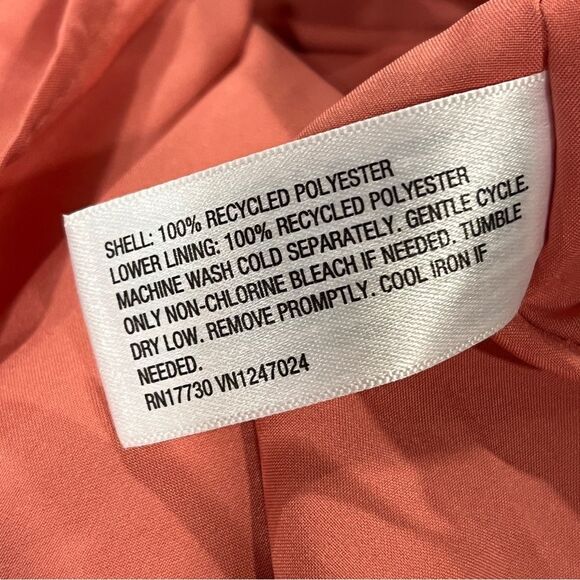 SHELL: 100% RECYCLED POLYESTER
LOWER LINING: 100% RECYCLED POLYESTER
MACHINE WASH COLD SEPARATELY. GENTLE CYCLE.
ONLY NON-CHLORINE BLEACH IF NEEDED. TUMBLE
DRY LOW. REMOVE PROMPTLY. COOL IRON IF
NEEDED.
RN17730 VN1247024